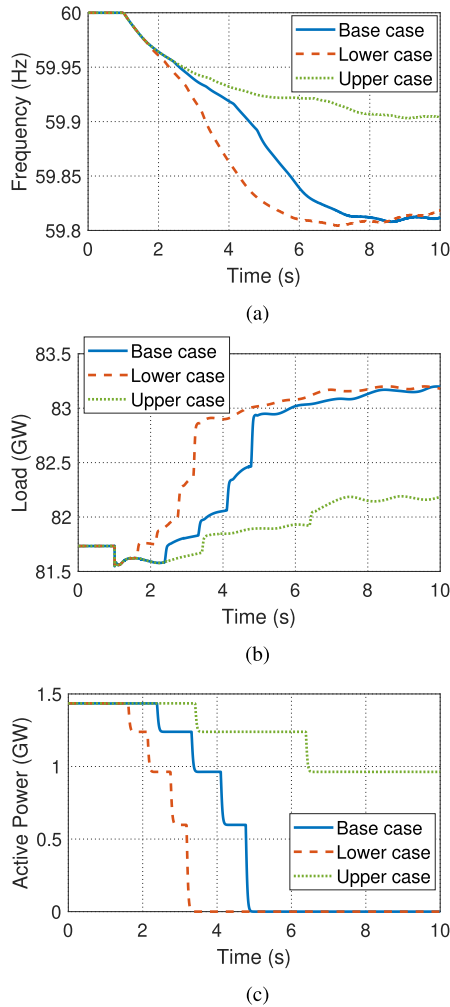 60
59.95
59.9
59.85
59.8
Frequency (Hz)
Base case
Lower case
Upper case
0 2 4 6 8 10
Time (s)
(a)
83.5
83
82.5
82
81.5
Load (GW)
Base case
Lower case
Upper case
0 2 4 6 8 10
Time (s)
(b)
1.5
1
0.5
0
Active Power (GW)
Base case
Lower case
Upper case
0 2 4 6 8 10
Time (s)
(c)